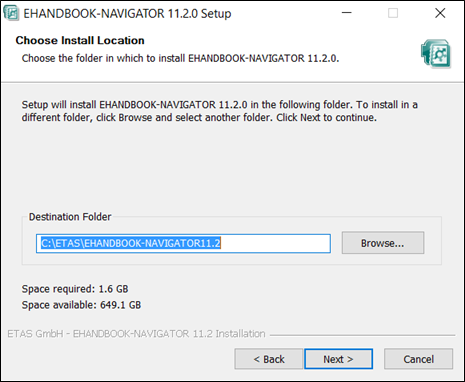 EHANDBOOK-NAVIGATOR 11.2.0 Setup
Choose Install Location
Choose the folder in which to install EHANDBOOK-NAVIGATOR 11.2.0.
Setup will install EHANDBOOK-NAVIGATOR 11.2.0 in the following folder. To install in a
different folder, click Browse and select another folder. Click Next to continue.
Destination Folder
C:\ETAS\EHANDBOOK-NAVIGATOR11.2
Browse...
Space required: 1.6 GB
Space available: 649.1 GB
ETAS GmbH - EHANDBOOK-NAVIGATOR 11.2 Installation
< Back
Next >
Cancel